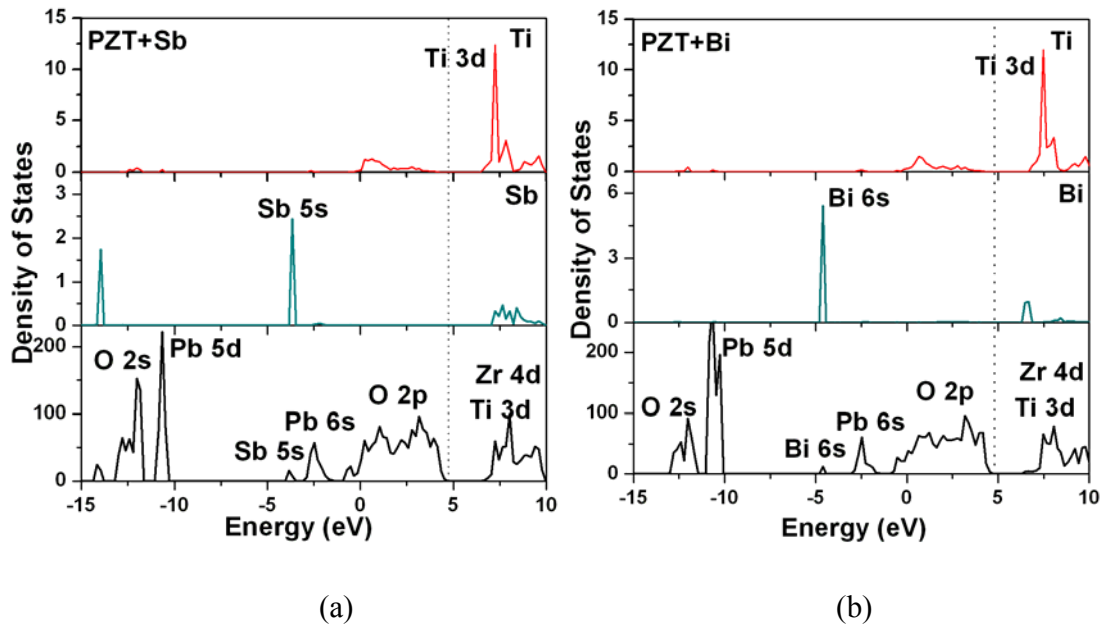 PZT+Sb
Ti
Ti 3d
15
10
5
0
Sb
Sb 5s
3
2
1
0
Density of States
200
100
0
O 2s
Pb 5d
Sb 5s
Pb 6s
O 2p
Zr 4d
Ti 3d
-15 -10 -5 0 5 10
Energy (eV)
(a)
PZT+Bi
Ti
Ti 3d
15
10
5
0
Bi
Bi 6s
6
3
0
Density of States
200
100
0
O 2s
Pb 5d
Bi 6s
Pb 6s
O 2p
Zr 4d
Ti 3d
-15 -10 -5 0 5 10
Energy (eV)
(b)